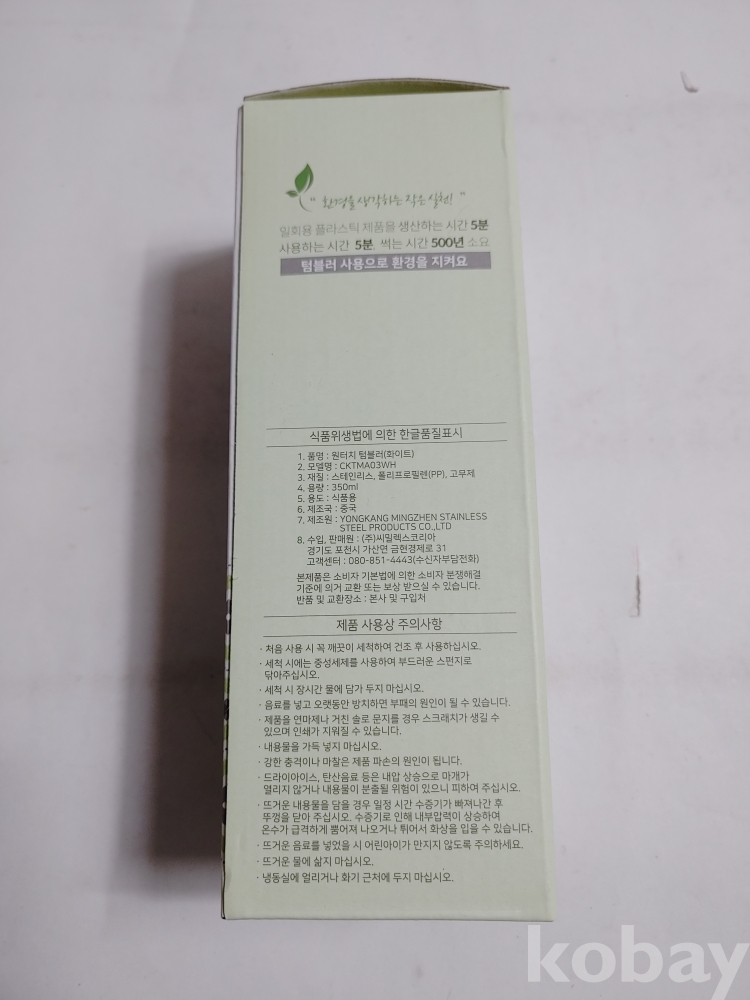 " 환경을 생각하는 작은 실천! "
일회용 플라스틱 제품을 생산하는 시간 5분
사용하는 시간 5분, 썩는 시간 500년 소요
텀블러 사용으로 환경을 지켜요
식품위생법에 의한 한글품질표시
1. 품명 : 원터지 텀블러(화이트)
2. 모델명 : CKTMA03WH
3. 재질 : 스테인리스, 폴리프로필렌(PP), 고무제
4. 용량 : 350ml
5. 용도 : 식품용
6. 제조국 : 중국
7. 제조원 : YONGKANG MINGZHEN STAINLESS
STEEL PRODUCTS CO.,LTD
8. 수입, 판매원 : (주)씨밀렉스코리아
경기도 포천시 가산면 금현경제로 31
고객센터 : 080-851-4443(수신자부담전화)
본제품은 소비자 기본법에 의한 소비자 분쟁해결
기준에 의거 교환 또는 보상 받으실 수 있습니다.
반품 및 교환장소 : 본사 및 구입처
제품 사용상 주의사항
· 처음 사용 시 꼭 깨끗이 세척하여 건조 후 사용하십시오.
· 세척 시에는 중성세제를 사용하여 부드러운 스펀지로
닦아주십시오.
· 세척 시 장시간 물에 담가 두지 마십시오.
· 음료를 넣고 오랫동안 방치하면 부패의 원인이 될 수 있습니다.
· 제품을 연마제나 거친 솔로 문지를 경우 스크래치가 생길 수
있으며 인쇄가 지워질 수 있습니다.
· 내용물을 가득 넣지 마십시오.
· 강한 충격이나 마찰은 제품 파손의 원인이 됩니다.
· 드라이아이스, 탄산음료 등은 내압 상승으로 마개가
열리지 않거나 내용물이 분출될 위험이 있으니 피하여 주십시오.
· 뜨거운 내용물을 담을 경우 일정 시간 수증기가 빠져나간 후
뚜껑을 닫아 주십시오. 수증기로 인해 내부압력이 상승하여
온수가 급격하게 뿜어져 나오거나 튀어서 화상을 입을 수 있습니다.
· 뜨거운 음료를 넣었을 시 어린아이가 만지지 않도록 주의하세요.
· 뜨거운 물에 삶지 마십시오.
· 냉동실에 얼리거나 화기 근처에 두지 마십시오.
kobay